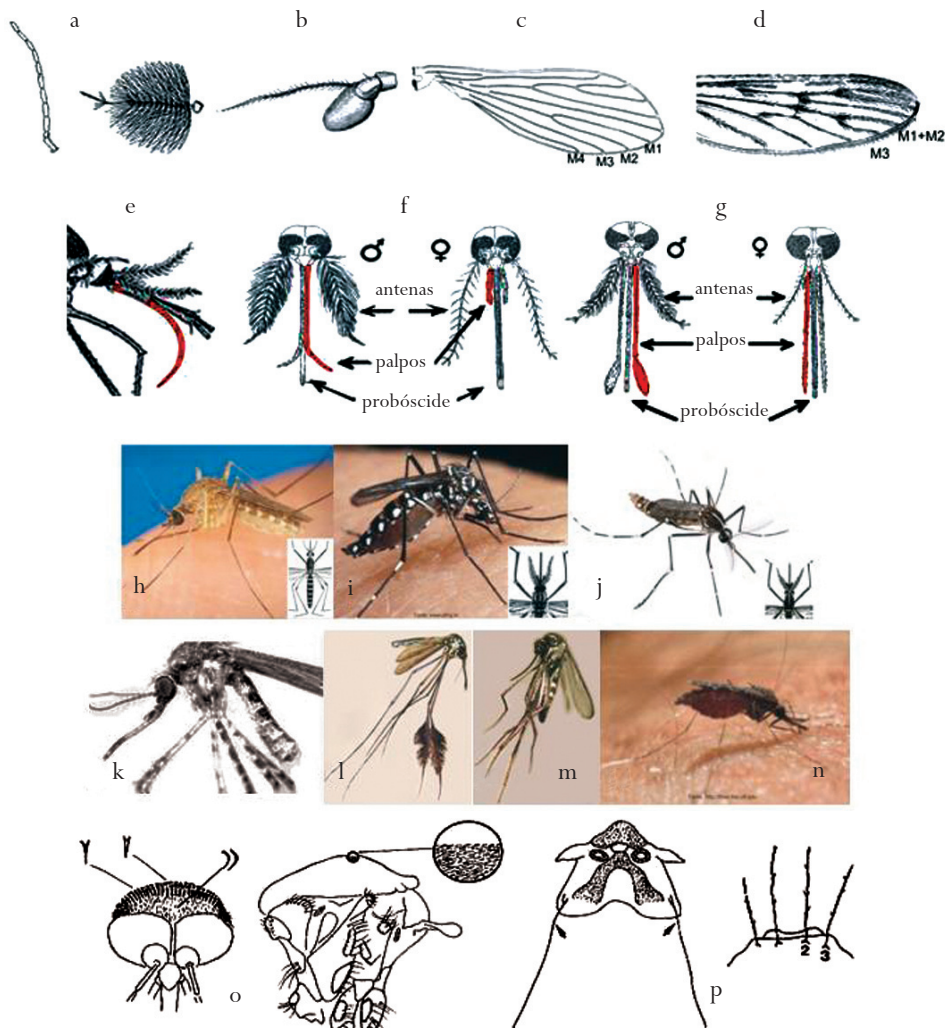 a
b
c
d
M4 M3 M2 M1
M1+M2
M3
e
f
g
♂ ♀
♂ ♀
antenas
antenas
palpos
palpos
probóscide
probóscide
h
i
j
k
l
m
n
o
p
2 3